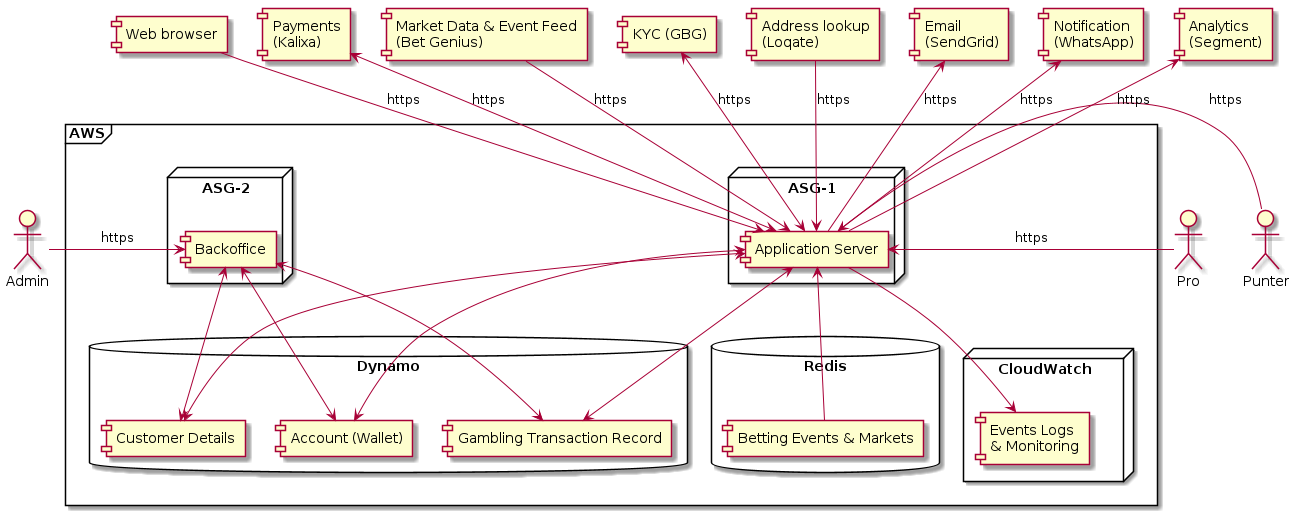 Web browser
Payments
(Kalixa)
Market Data & Event Feed
(Bet Genius)
KYC (GBG)
Address lookup
(Loqate)
Email
(SendGrid)
Notification
(WhatsApp)
Analytics
(Segment)
https
https
https
https
https
https
https
https
https
AWS
ASG-2
ASG-1
Backoffice
Application Server
https
https
Admin
Pro
Punter
Dynamo
Redis
CloudWatch
Customer Details
Account (Wallet)
Gambling Transaction Record
Betting Events & Markets
Events Logs
& Monitoring